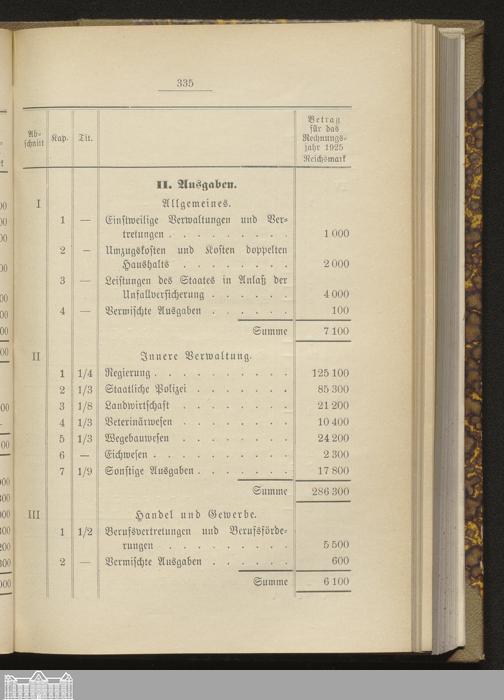 335
Ab-
schnitt Kap. Tit. Betrag
für das
Rechnungs-
jahr 1925
Reichsmark
II. Ausgaben.
I Allgemeines.
1 — Einstweilige Verwaltungen und Ver-
tretungen . . . . . . . . . 1 000
2 — Umzugskosten und Kosten doppelten
Haushalts . . . . . . . . 2 000
3 — Leistungen des Staates in Anlaß der
Unfallversicherung . . . . . . 4 000
4 — Vermischte Ausgaben . . . . . . 100
Summe 7 100
II Innere Verwaltung.
1 1/4 Regierung . . . . . . . . . . 125 100
2 1/3 Staatliche Polizei . . . . . . . 85 300
3 1/8 Landwirtschaft . . . . . . . . 21 200
4 1/3 Veterinärwesen . . . . . . . . 10 400
5 1/3 Wegebauwesen . . . . . . . . 24 200
6 — Eichwesen . . . . . . . . . . 2 300
7 1/9 Sonstige Ausgaben . . . . . . . 17 800
Summe 286 300
III Handel und Gewerbe.
1 1/2 Berufsvertretungen und Berufsförde-
rungen . . . . . . . . . 5 500
2 — Vermischte Ausgaben . . . . . . 600
Summe 6 100